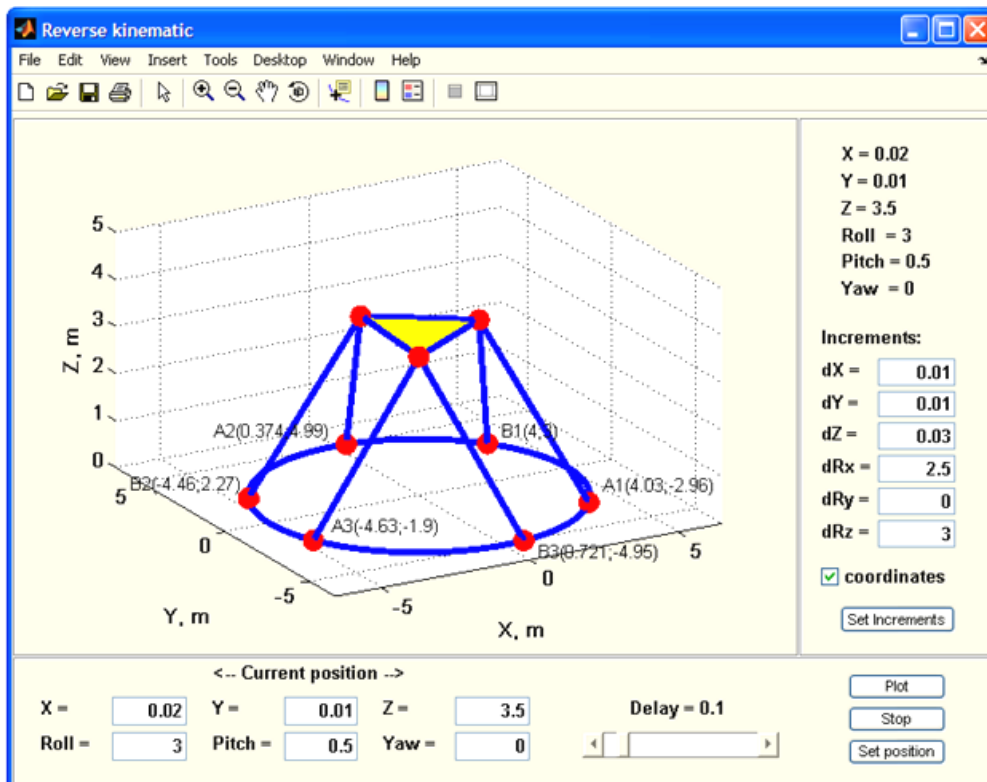 Reverse kinematic
File Edit View Insert Tools Desktop Window Help
X = 0.02
Y = 0.01
Z = 3.5
Roll = 3
Pitch = 0.5
Yaw = 0
Increments:
dX = 0.01
dY = 0.01
dZ = 0.03
dRx = 2.5
dRy = 0
dRz = 3
coordinates
Set Increments
5
4
3
2
1
0
Z, m
5
0
-5
Y, m
-5
0
5
X, m
A2(0.374;4.99)
B1(4;3)
B2(-4.46;2.27)
A1(4.03;-2.96)
A3(-4.63;-1.9)
B3(0.721;-4.95)
<-- Current position -->
X = 0.02 Y = 0.01 Z = 3.5
Roll = 3 Pitch = 0.5 Yaw = 0
Delay = 0.1
Plot
Stop
Set position